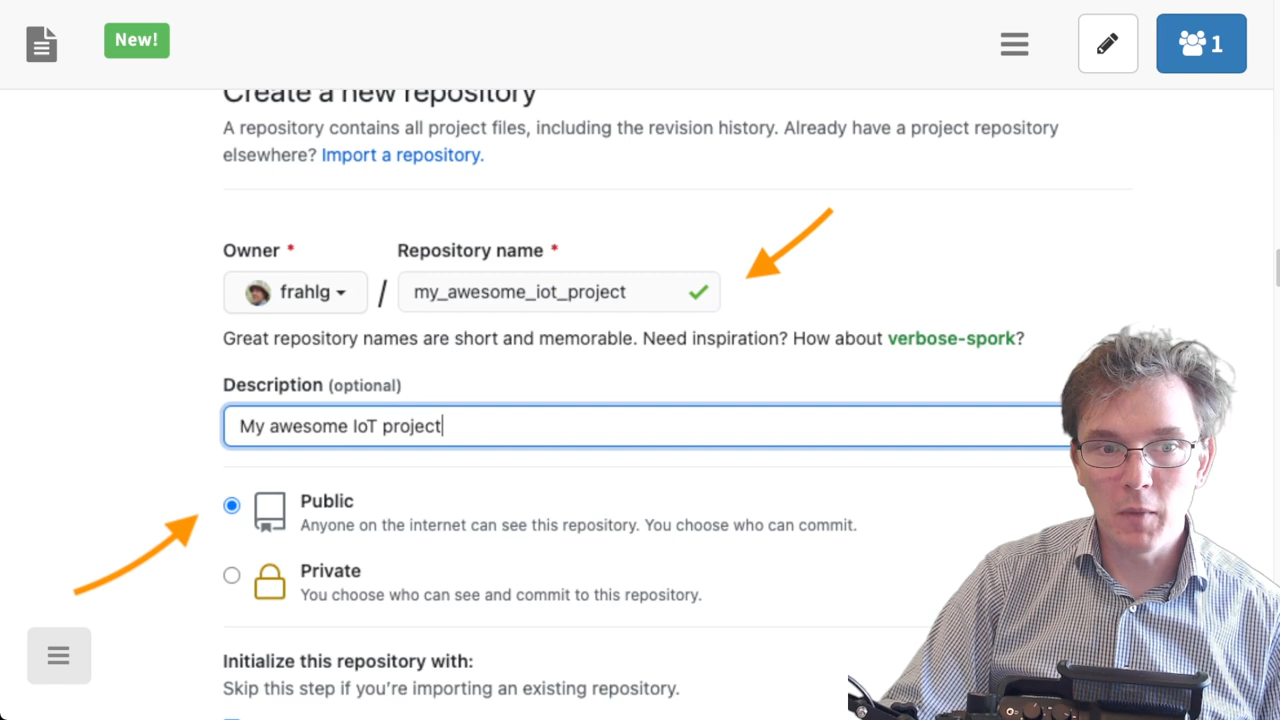 New!
1
Create a new repository
A repository contains all project files, including the revision history. Already have a project repository
elsewhere? Import a repository.
Owner * Repository name *
frahlg / my_awesome_iot_project
Great repository names are short and memorable. Need inspiration? How about verbose-spork?
Description (optional)
My awesome IoT project
Public
Anyone on the internet can see this repository. You choose who can commit.
Private
You choose who can see and commit to this repository.
Initialize this repository with:
Skip this step if you’re importing an existing repository.